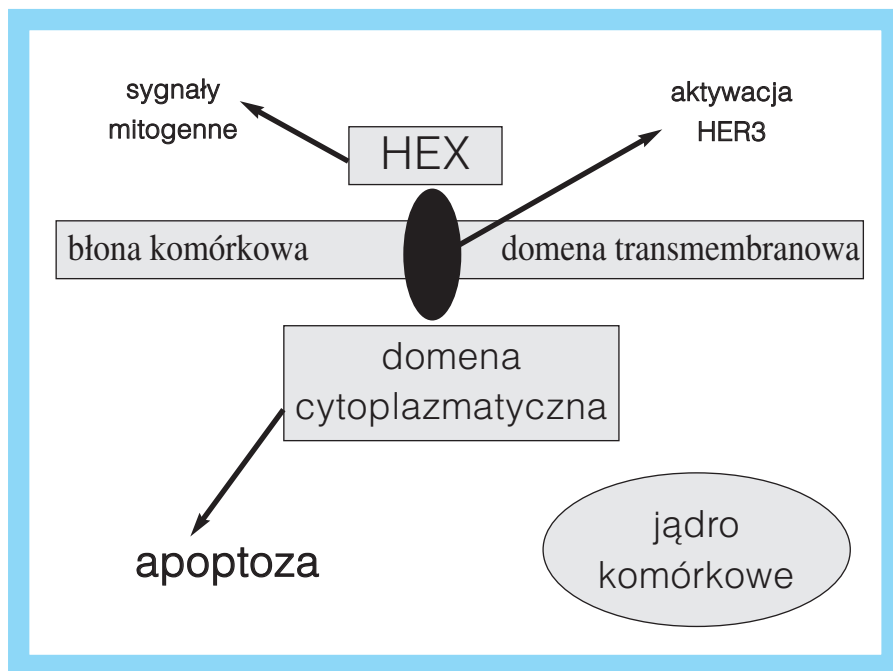 sygnały
mitogenne
aktywacja
HER3
HEX
błona komórkowa
domena transmembranowa
domena
cytoplazmatyczna
apoptoza
jądro
komórkowe